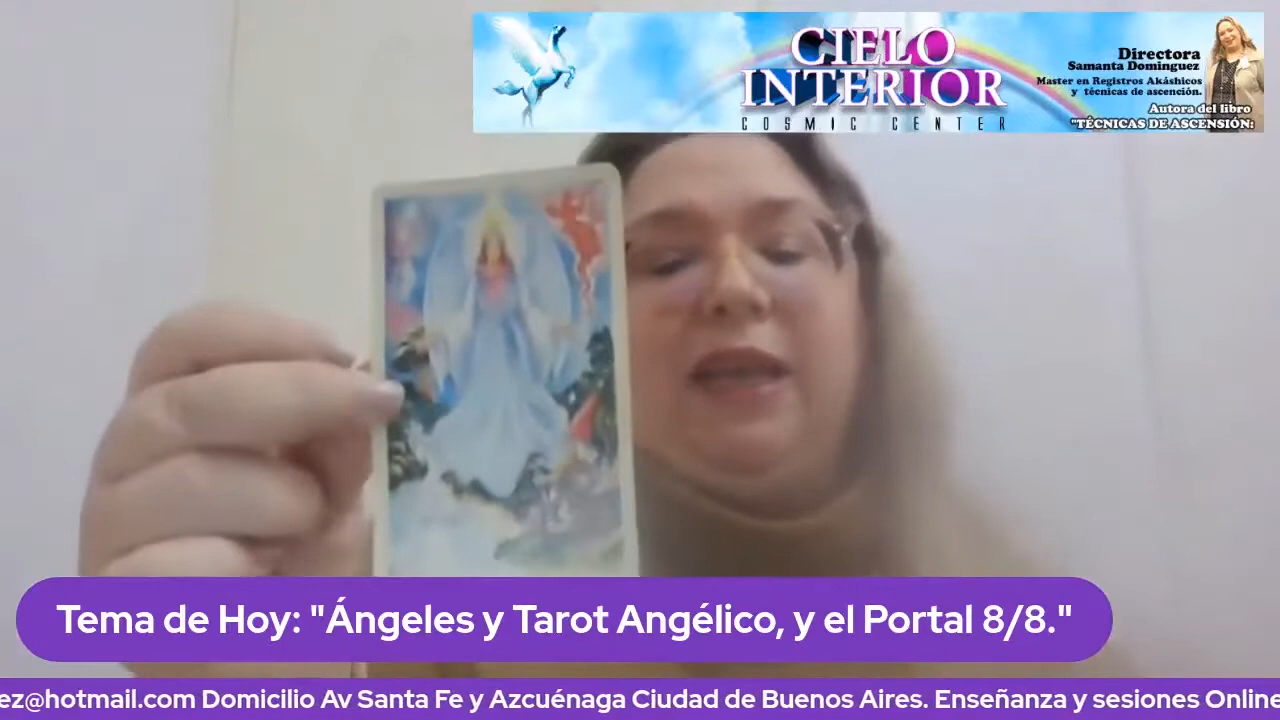 CIELO
INTERIOR
COSMIC CENTER
Directora
Samanta Dominguez
Master en Registros Akáshicos
y técnicas de ascención.
Autora del libro
"TÉCNICAS DE ASCENSIÓN:
Tema de Hoy: "Ángeles y Tarot Angélico, y el Portal 8/8."
ez@hotmail.com Domicilio Av Santa Fe y Azcuénaga Ciudad de Buenos Aires. Enseñanza y sesiones Online